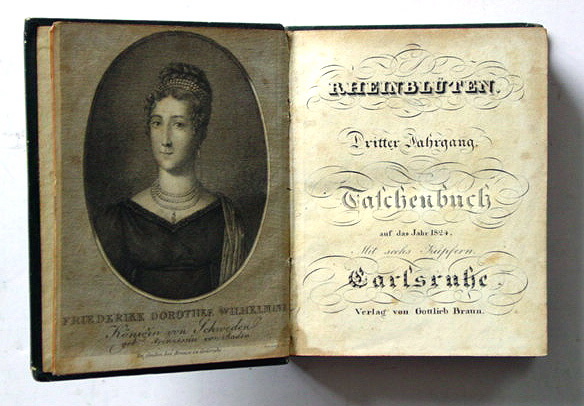 FRIEDERIKE DOROTHEE WILHELMINE
Königin von Schweden
geb. Prinzessin von Baden
RHEINBLÜTEN.
Dritter Jahrgang.
Taschenbuch
auf das Jahr 1824.
Mit sechs Kupfern.
Carlsruhe
Verlag von Gottlieb Braun.